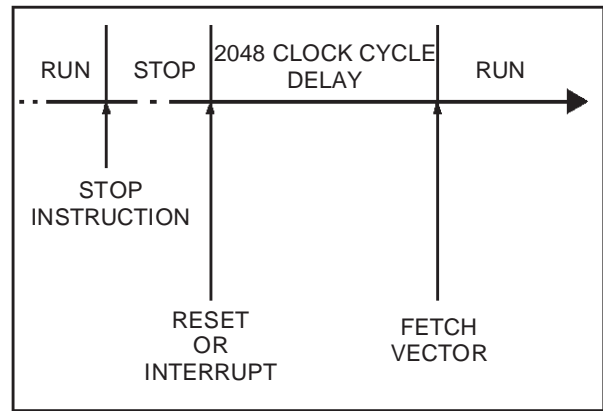 RUN
STOP
2048 CLOCK CYCLE
DELAY
RUN
STOP
INSTRUCTION
RESET
OR
INTERRUPT
FETCH
VECTOR